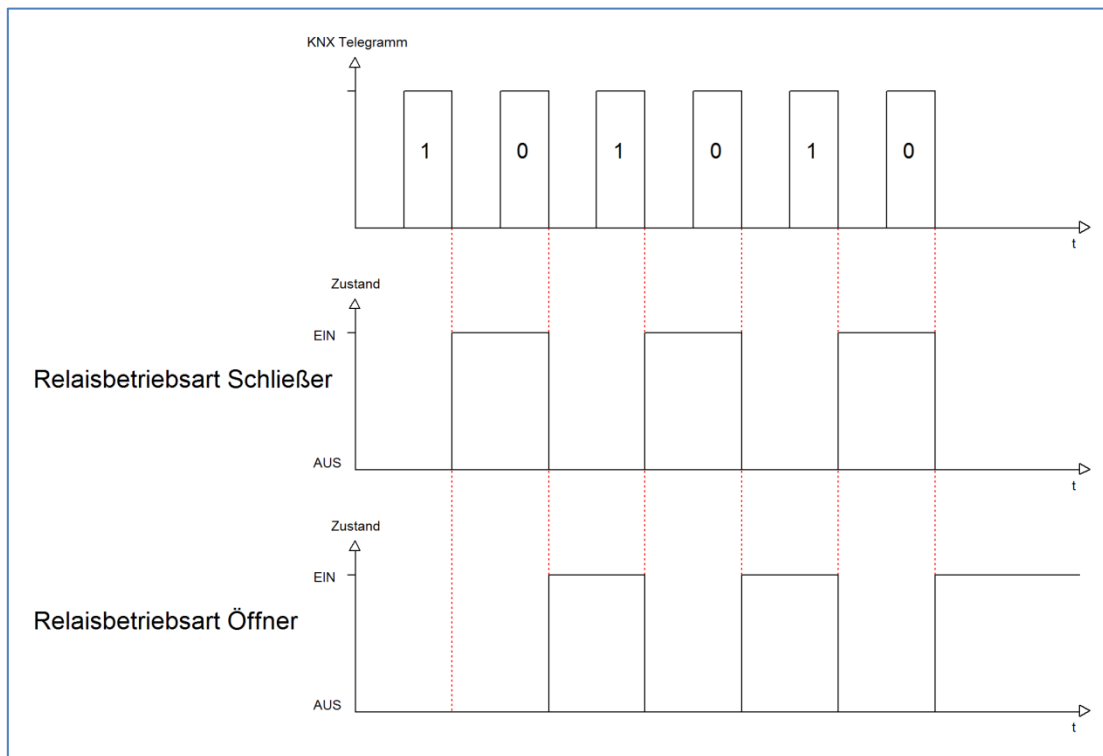 KNX Telegramm
1 0 1 0 1 0
t
Zustand
EIN
Relaisbetriebsart Schließer
AUS
t
Zustand
EIN
Relaisbetriebsart Öffner
AUS
t